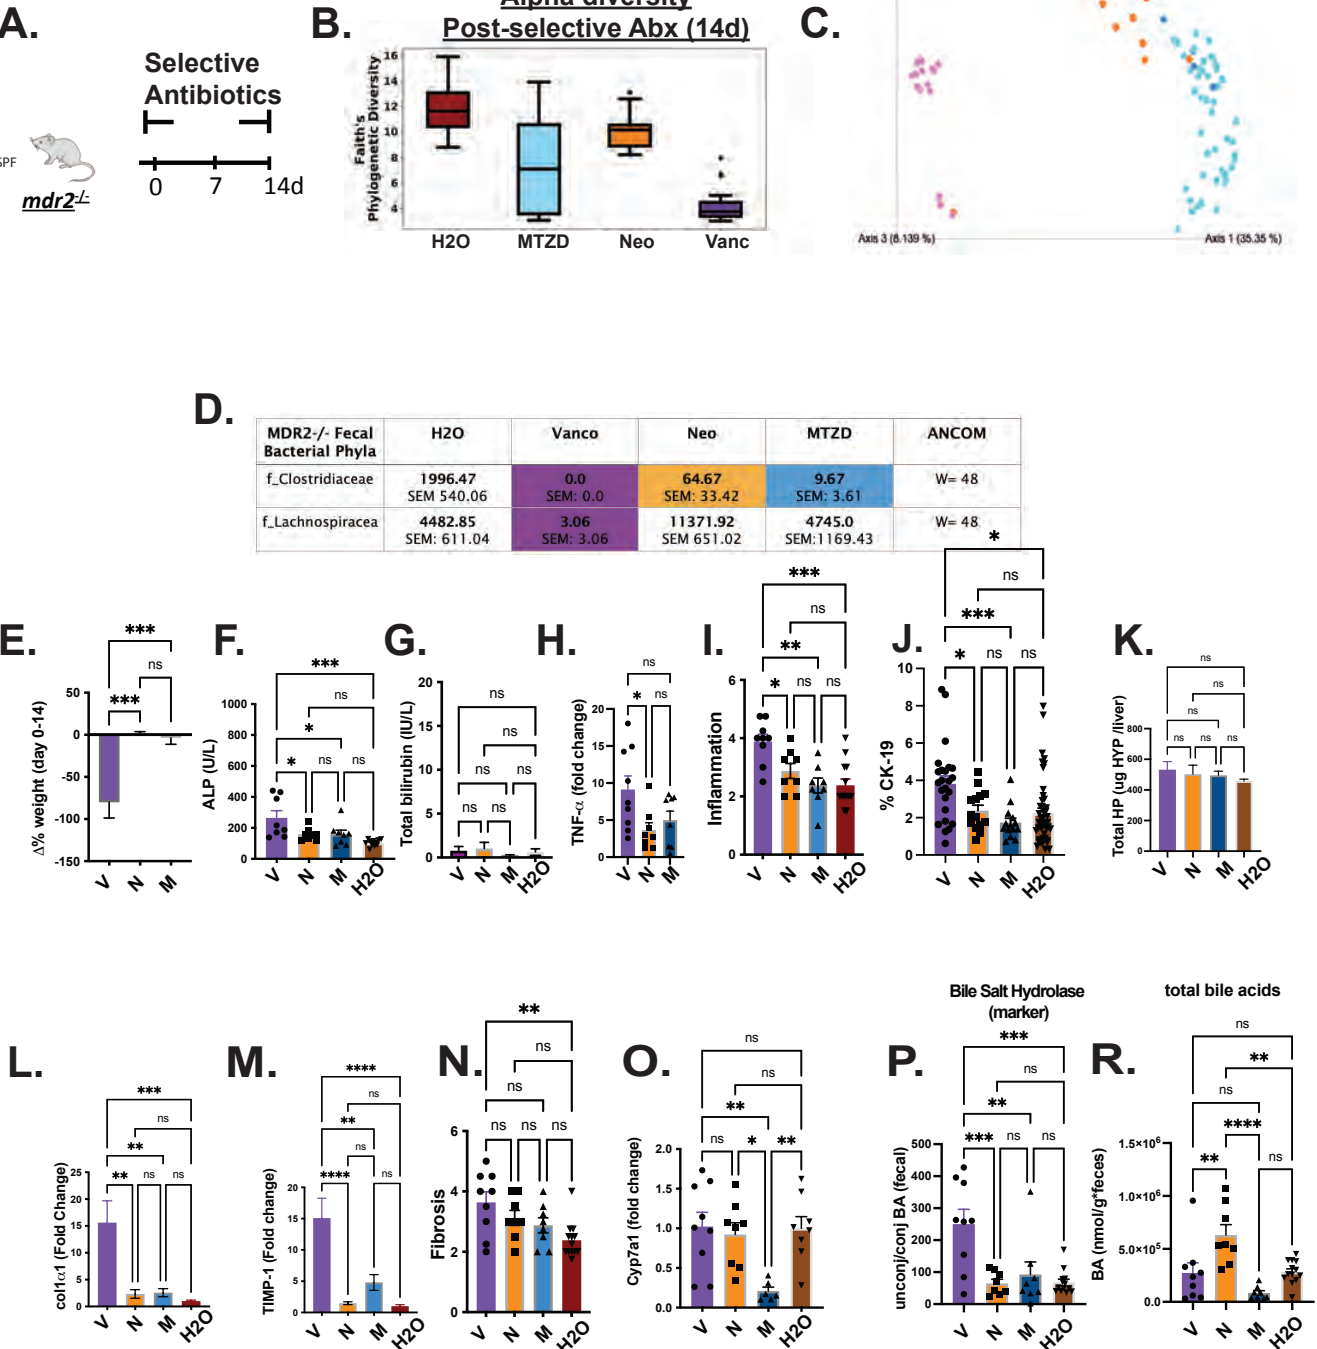 A.
SPF
mdr2-/-
Selective
Antibiotics
0 7 14d
B.
Alpha diversity
Post-selective Abx (14d)
Faith's
Phylogenetic Diversity
16
14
12
10
8
6
4
H2O MTZD Neo Vanc
C.
Axis 3 (8.139 %)
Axis 1 (35.35 %)
D.
MDR2-/- Fecal Bacterial Phyla H2O Vanco Neo MTZD ANCOM
f_Clostridiaceae 1996.47 0.0 64.67 9.67 W= 48
SEM 540.06 SEM: 0.0 SEM: 33.42 SEM: 3.61
f_Lachnospiracea 4482.85 3.06 11371.92 4745.0 W= 48
SEM: 611.04 SEM: 3.06 SEM 651.02 SEM:1169.43
E.
***
ns
***
Δ% weight (day 0-14)
50
0
-50
-100
-150
V N M
F.
***
ns
*
* ns ns
ALP (U/L)
1000
800
600
400
200
0
V N M H2O
G.
ns
ns
ns ns
ns ns
Total bilirubin (IU/L)
20
15
10
5
0
V N M H2O
H.
ns
* ns
TNF-α (fold change)
20
15
10
5
0
V N M
I.
***
ns
**
* ns ns
Inflammation
6
4
2
0
V N M H2O
J.
*
ns
***
* ns ns
% CK-19
10
8
6
4
2
0
V N M H2O
K.
ns
ns
ns
ns ns ns
Total HP (ug HYP /liver)
800
600
400
200
0
V N M H2O
L.
***
ns
**
** ns ns
col1α1 (Fold Change)
25
20
15
10
5
0
V N M H2O
M.
****
ns
**
ns
**** ns
TIMP-1 (Fold change)
20
15
10
5
0
V N M H2O
N.
**
ns
ns
ns ns ns
Fibrosis
6
4
2
0
V N M H2O
O.
ns
ns
**
ns * **
Cyp7a1 (fold change)
2.0
1.5
1.0
0.5
0.0
V N M H2O
P.
Bile Salt Hydrolase
(marker)
***
ns
**
*** ns ns
unconj/conj BA (fecal)
500
400
300
200
100
0
V N M H2O
R.
total bile acids
ns
**
ns
****
** ns
BA (nmol/g*feces)
1.5×10⁶
1.0×10⁶
5.0×10⁵
0.0
V N M H2O